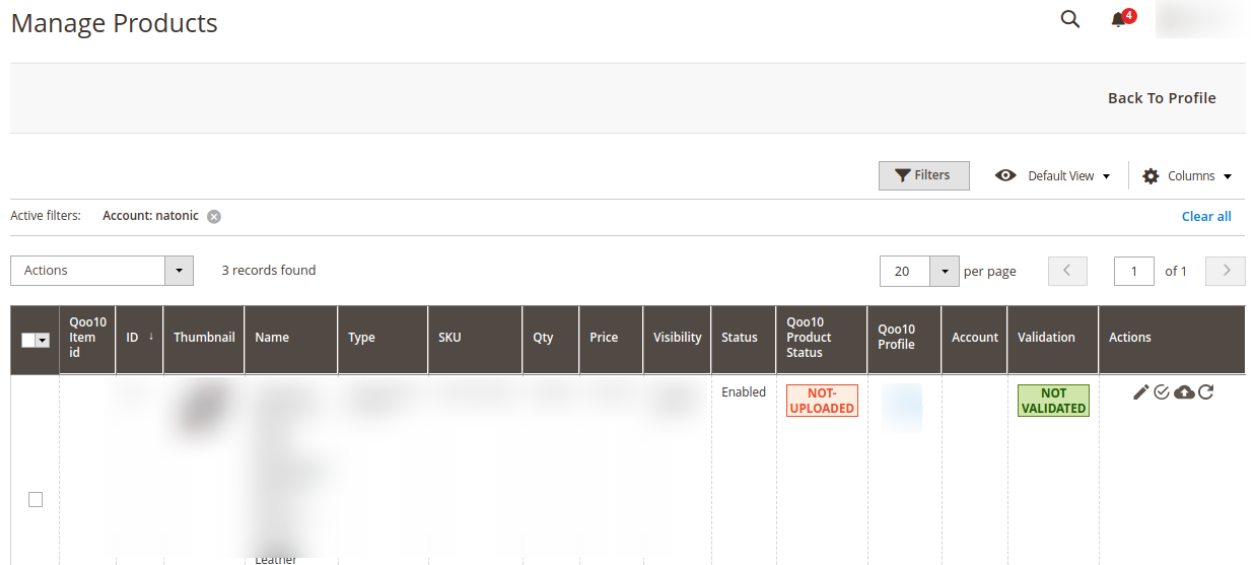 Manage Products
4
Back To Profile
Filters
Default View
Columns
Active filters: Account: natonic
Clear all
Actions
3 records found
20
per page
1
of 1
Qoo10 Item id
ID ↓
Thumbnail
Name
Type
SKU
Qty
Price
Visibility
Status
Qoo10 Product Status
Qoo10 Profile
Account
Validation
Actions
Enabled
NOT-
UPLOADED
NOT
VALIDATED
Leather